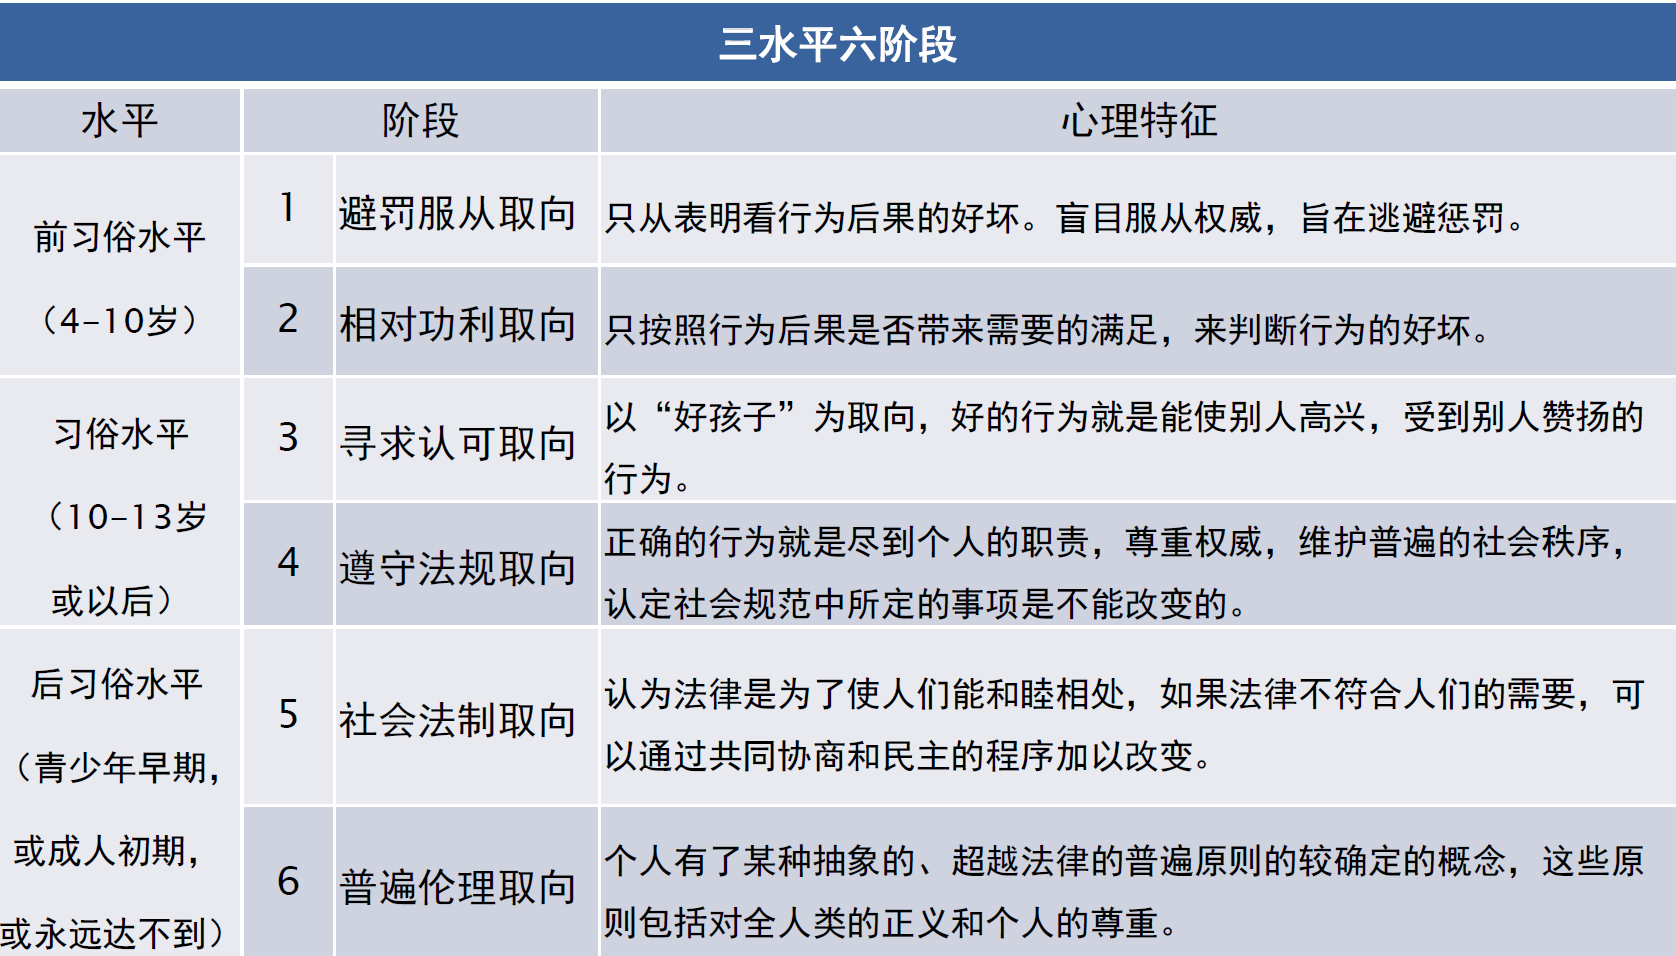 三水平六阶段
水平
阶段
心理特征
前习俗水平
（4-10岁）
1
避罚服从取向
只从表明看行为后果的好坏。盲目服从权威，旨在逃避惩罚。
2
相对功利取向
只按照行为后果是否带来需要的满足，来判断行为的好坏。
习俗水平
（10-13岁
或以后）
3
寻求认可取向
以“好孩子”为取向，好的行为就是能使别人高兴，受到别人赞扬的
行为。
4
遵守法规取向
正确的行为就是尽到个人的职责，尊重权威，维护普遍的社会秩序，
认定社会规范中所定的事项是不能改变的。
后习俗水平
（青少年早期，
或成人初期，
或永远达不到）
5
社会法制取向
认为法律是为了使人们能和睦相处，如果法律不符合人们的需要，可
以通过共同协商和民主的程序加以改变。
6
普遍伦理取向
个人有了某种抽象的、超越法律的普遍原则的较确定的概念，这些原
则包括对全人类的正义和个人的尊重。